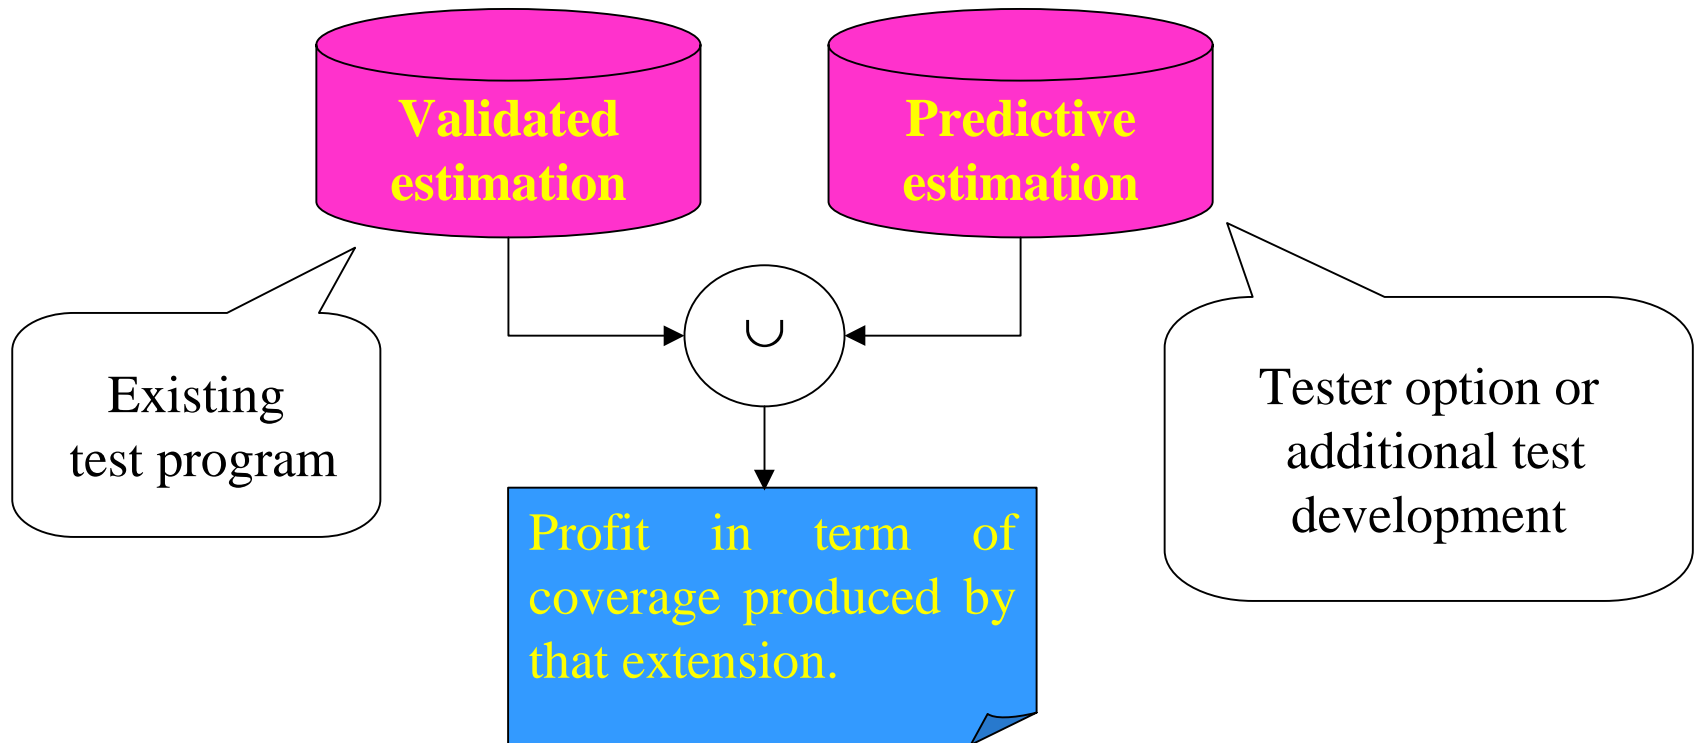 Validated
estimation
Predictive
estimation
∪
Existing
test program
Tester option or
additional test
development
Profit in term of
coverage produced by
that extension.